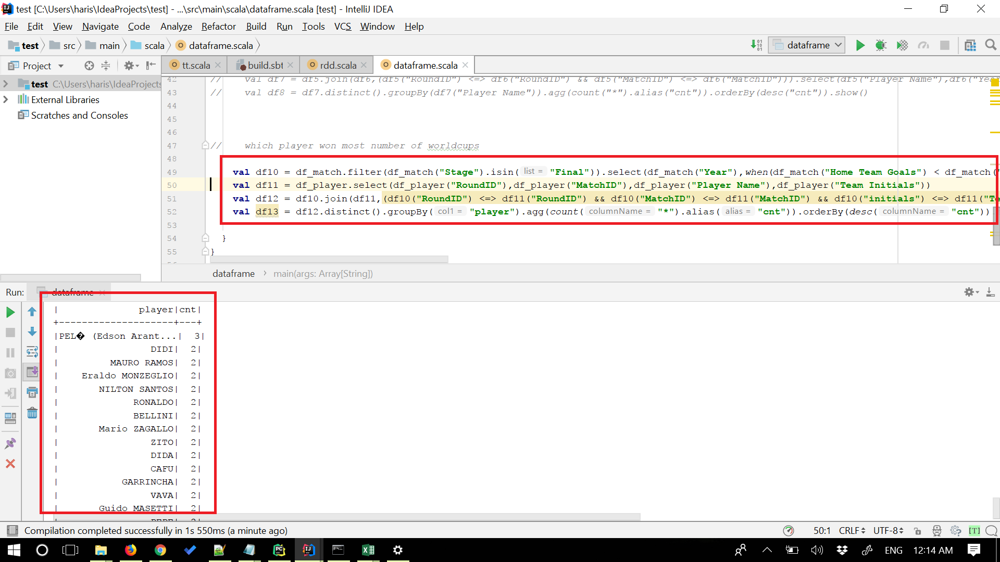 test [C:\Users\haris\IdeaProjects\test] - ...\src\main\scala\dataframe.scala [test] - IntelliJ IDEA
File Edit View Navigate Code Analyze Refactor Build Run Tools VCS Window Help
test src main scala dataframe.scala
dataframe
Project
tt.scala build.sbt rdd.scala dataframe.scala
test C:\Users\haris\IdeaProjects
External Libraries
Scratches and Consoles
42 // val df7 = df5.join(df6,(df5("RoundID") <=> df6("RoundID") && df5("MatchID") <=> df6("MatchID"))).select(df5("Player Name"),df6("Yea
43 // val df8 = df7.distinct().groupBy(df7("Player Name")).agg(count("*").alias("cnt")).orderBy(desc("cnt")).show()
44
45
46
47 // which player won most number of worldcups
48
49 val df10 = df_match.filter(df_match("Stage").isin( list = "Final")).select(df_match("Year"),when(df_match("Home Team Goals") < df_match("
50 val df11 = df_player.select(df_player("RoundID"),df_player("MatchID"),df_player("Player Name"),df_player("Team Initials"))
51 val df12 = df10.join(df11,(df10("RoundID") <=> df11("RoundID") && df10("MatchID") <=> df11("MatchID") && df10("initials") <=> df11("Te
52 val df13 = df12.distinct().groupBy( col1 = "player").agg(count( columnName = "*").alias( alias = "cnt")).orderBy(desc( columnName = "cnt"))
53
54 }
55 }
dataframe > main(args: Array[String])
Run: dataframe
| player|cnt|
+--------------------+---+
|PEL� (Edson Arant...| 3|
| DIDI| 2|
| MAURO RAMOS| 2|
| Eraldo MONZEGLIO| 2|
| NILTON SANTOS| 2|
| RONALDO| 2|
| BELLINI| 2|
| Mario ZAGALLO| 2|
| ZITO| 2|
| DIDA| 2|
| CAFU| 2|
| GARRINCHA| 2|
| VAVA| 2|
| Guido MASETTI| 2|
Compilation completed successfully in 1s 550ms (a minute ago)
50:1 CRLF UTF-8 [T]
ENG 12:14 AM